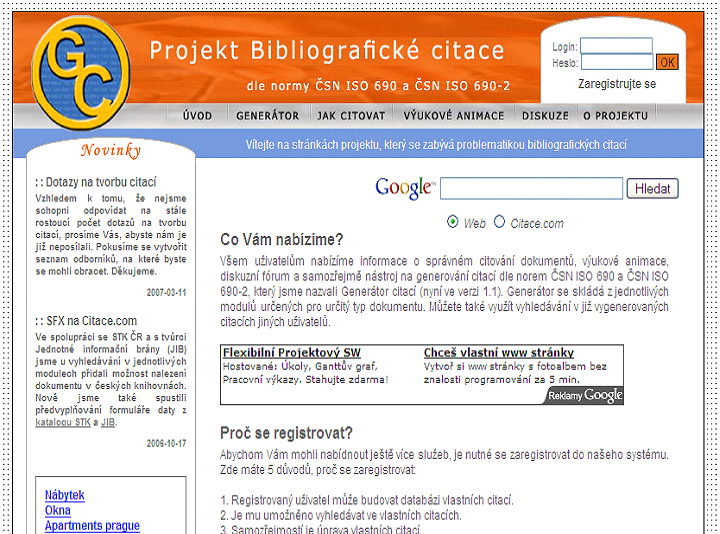 GC
Projekt Bibliografické citace
dle normy ČSN ISO 690 a ČSN ISO 690-2
Login:
Heslo:
OK
Zaregistrujte se
ÚVOD
GENERÁTOR
JAK CITOVAT
VÝUKOVÉ ANIMACE
DISKUZE
O PROJEKTU
Vítejte na stránkách projektu, který se zabývá problematikou bibliografických citací
Novinky
:: Dotazy na tvorbu citací
Vzhledem k tomu, že nejsme
schopni odpovídat na stále
rostoucí počet dotazů na tvorbu
citací, prosíme Vás, abyste nám je
již neposílali. Pokusíme se vytvořit
seznam odborníků, na které byste
se mohli obracet. Děkujeme.
2007-03-11
:: SFX na Citace.com
Ve spolupráci se STK ČR a s tvůrci
Jednotné informační brány (JIB)
jsme u vyhledávání v jednotlivých
modulech přidali možnost nalezení
dokumentu v českých knihovnách.
Nově jsme také spustili
předvyplňování formuláře daty z
katalogu STK a JIB.
2006-10-17
Nábytek
Okna
Apartments prague
Google™
Hledat
Web
Citace.com
Co Vám nabízíme?
Všem uživatelům nabízíme informace o správném citování dokumentů, výukové animace,
diskuzní fórum a samozřejmě nástroj na generování citací dle norem ČSN ISO 690 a ČSN ISO
690-2, který jsme nazvali Generátor citací (nyní ve verzi 1.1). Generátor se skládá z jednotlivých
modulů určených pro určitý typ dokumentu. Můžete také využít vyhledávání v již vygenerovaných
citacích jiných uživatelů.
Flexibilní Projektový SW
Hostované: Úkoly, Ganttův graf,
Pracovní výkazy. Stahujte zdarma!
Chceš vlastní www stránky
Vytvoř si www stránky s fotoalbem bez
znalosti programování za 5 min.
Reklamy Google
Proč se registrovat?
Abychom Vám mohli nabídnout ještě více služeb, je nutné se zaregistrovat do našeho systému.
Zde máte 5 důvodů, proč se zaregistrovat:
1. Registrovaný uživatel může budovat databázi vlastních citací.
2. Je mu umožněno vyhledávat ve vlastních citacích.
3. Samozřejmostí je úprava vlastních citací.